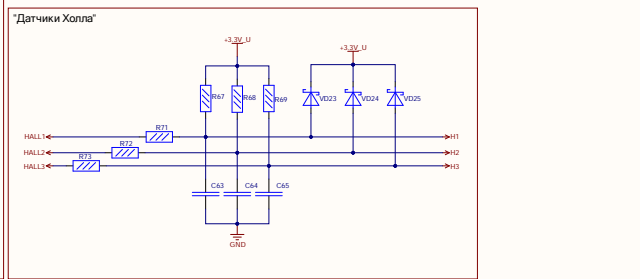 "Датчики Холла"
+3,3V_U
+3,3V_U
R67
R68
R69
VD23
VD24
VD25
R71
HALL1
H1
R72
HALL2
H2
R73
HALL3
H3
C63
C64
C65
GND